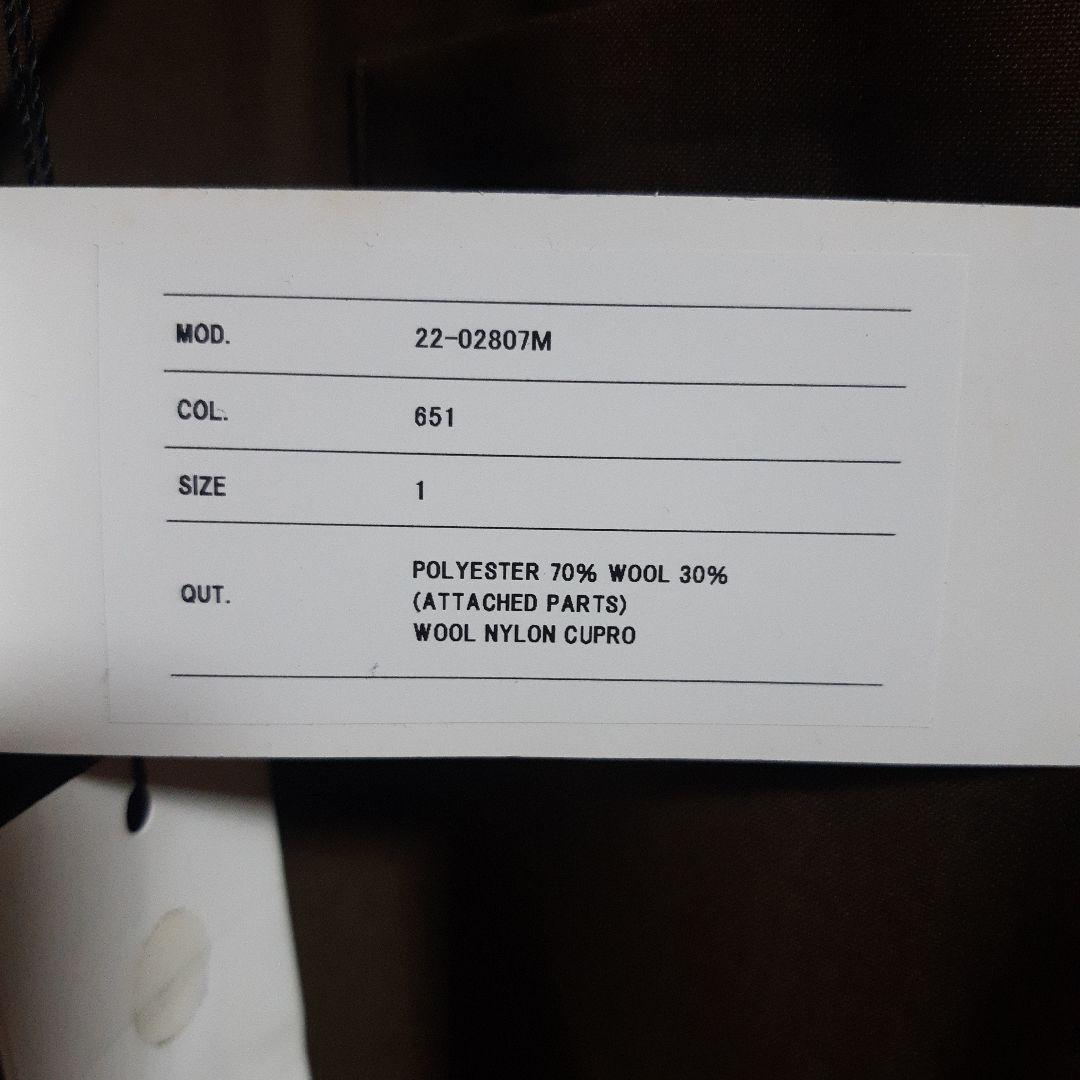 MOD. 22-02807M
COL. 651
SIZE 1
QUT. POLYESTER 70% WOOL 30%
(ATTACHED PARTS)
WOOL NYLON CUPRO